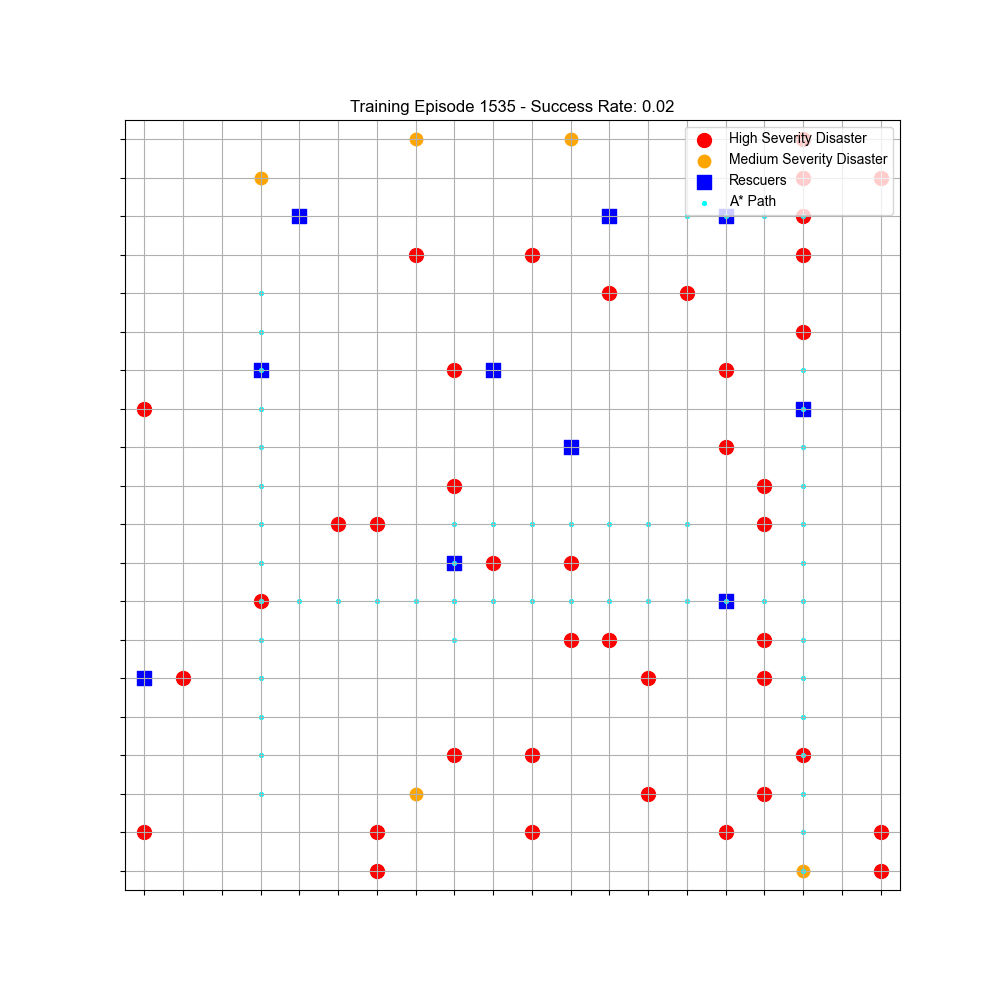 Training Episode 1535 - Success Rate: 0.02
High Severity Disaster
Medium Severity Disaster
Rescuers
A* Path